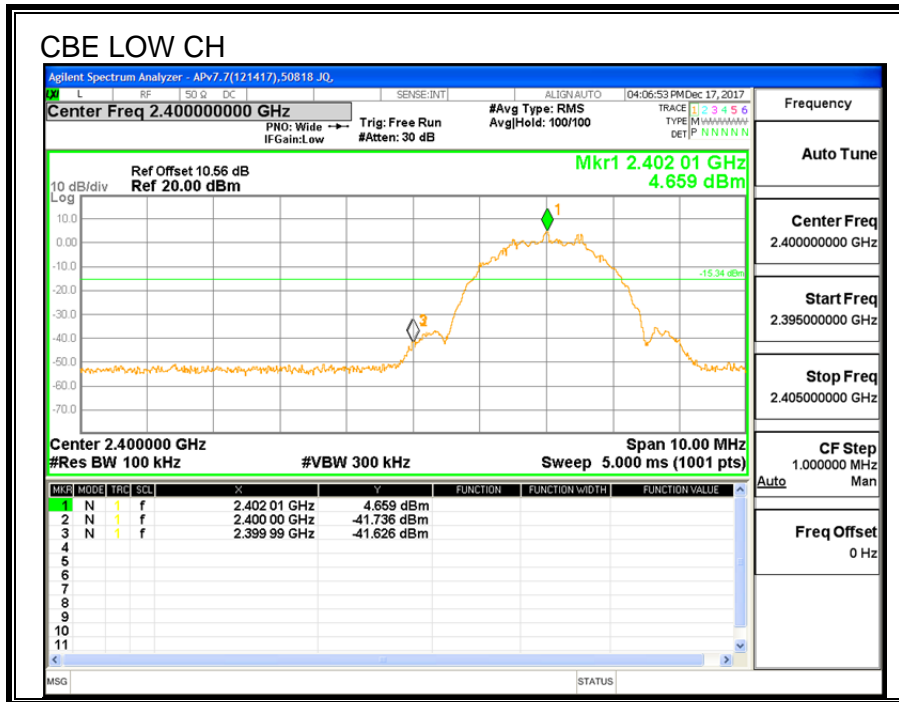 CBE LOW CH
Agilent Spectrum Analyzer - APv7.7(121417),50818 JQ,
LXI L RF 50 Ω DC SENSE:INT ALIGN AUTO 04:06:53 PM Dec 17, 2017
Center Freq 2.400000000 GHz
PNO: Wide
IFGain:Low
Trig: Free Run
#Atten: 30 dB
#Avg Type: RMS
Avg|Hold: 100/100
TRACE 1 2 3 4 5 6
TYPE M
DET P N N N N N
Mkr1 2.402 01 GHz
4.659 dBm
Ref Offset 10.56 dB
10 dB/div Ref 20.00 dBm
Log
10.0
0.00
-10.0
-20.0
-30.0
-40.0
-50.0
-60.0
-70.0
1
-15.34 dBm
Center 2.400000 GHz Span 10.00 MHz
#Res BW 100 kHz #VBW 300 kHz Sweep 5.000 ms (1001 pts)
MKR MODE TRC SCL X Y FUNCTION FUNCTION WIDTH FUNCTION VALUE
1 N 1 f 2.402 01 GHz 4.659 dBm
2 N 1 f 2.400 00 GHz -41.736 dBm
3 N 1 f 2.399 99 GHz -41.626 dBm
4
5
6
7
8
9
10
11
MSG STATUS
Frequency
Auto Tune
Center Freq
2.400000000 GHz
Start Freq
2.395000000 GHz
Stop Freq
2.405000000 GHz
CF Step
1.000000 MHz
Auto Man
Freq Offset
0 Hz